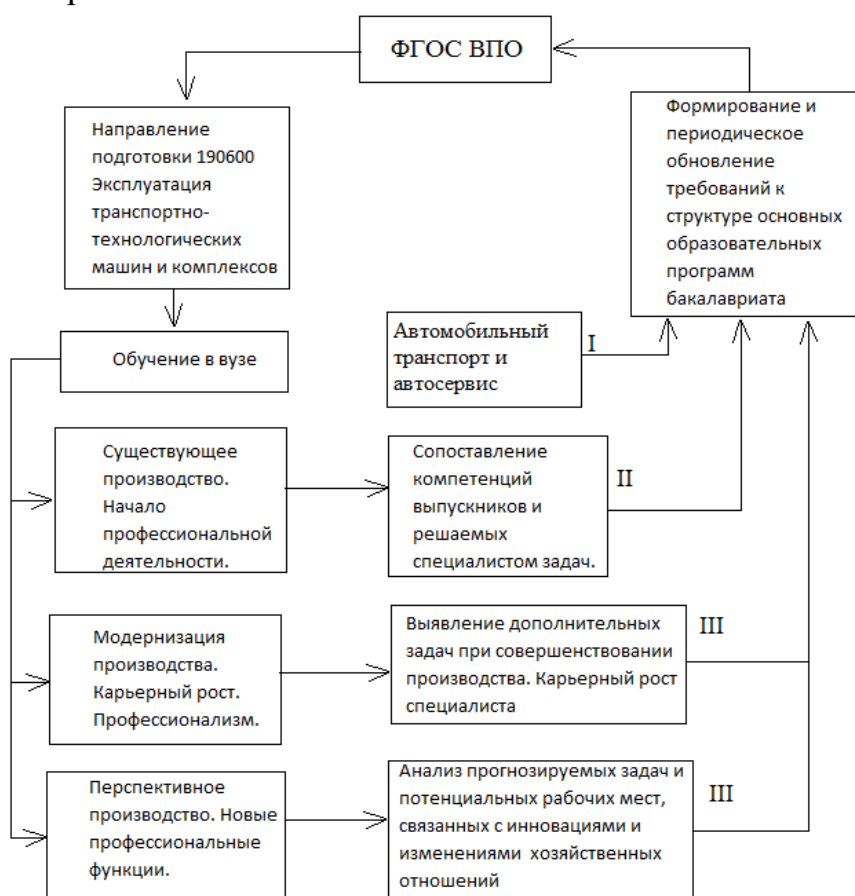 ФГОС ВПО
Направление
подготовки 190600
Эксплуатация
транспортно-
технологических
машин и комплексов
Формирование и
периодическое
обновление
требований к
структуре основных
образовательных
программ
бакалавриата
Обучение в вузе
Автомобильный
транспорт и
автосервис
I
Существующее
производство.
Начало
профессиональной
деятельности.
Сопоставление
компетенций
выпускников и
решаемых
специалистом задач.
II
Модернизация
производства.
Карьерный рост.
Профессионализм.
Выявление дополнительных
задач при совершенствовании
производства. Карьерный рост
специалиста
III
Перспективное
производство. Новые
профессиональные
функции.
Анализ прогнозируемых задач и
потенциальных рабочих мест,
связанных с инновациями и
изменениями хозяйственных
отношений
III